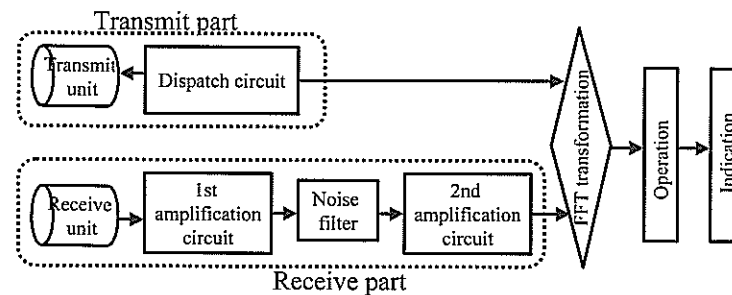 Transmit part
Transmit
unit
Dispatch circuit
FFT transformation
Operation
Indication
Receive
unit
1st
amplification
circuit
Noise
filter
2nd
amplification
circuit
Receive part